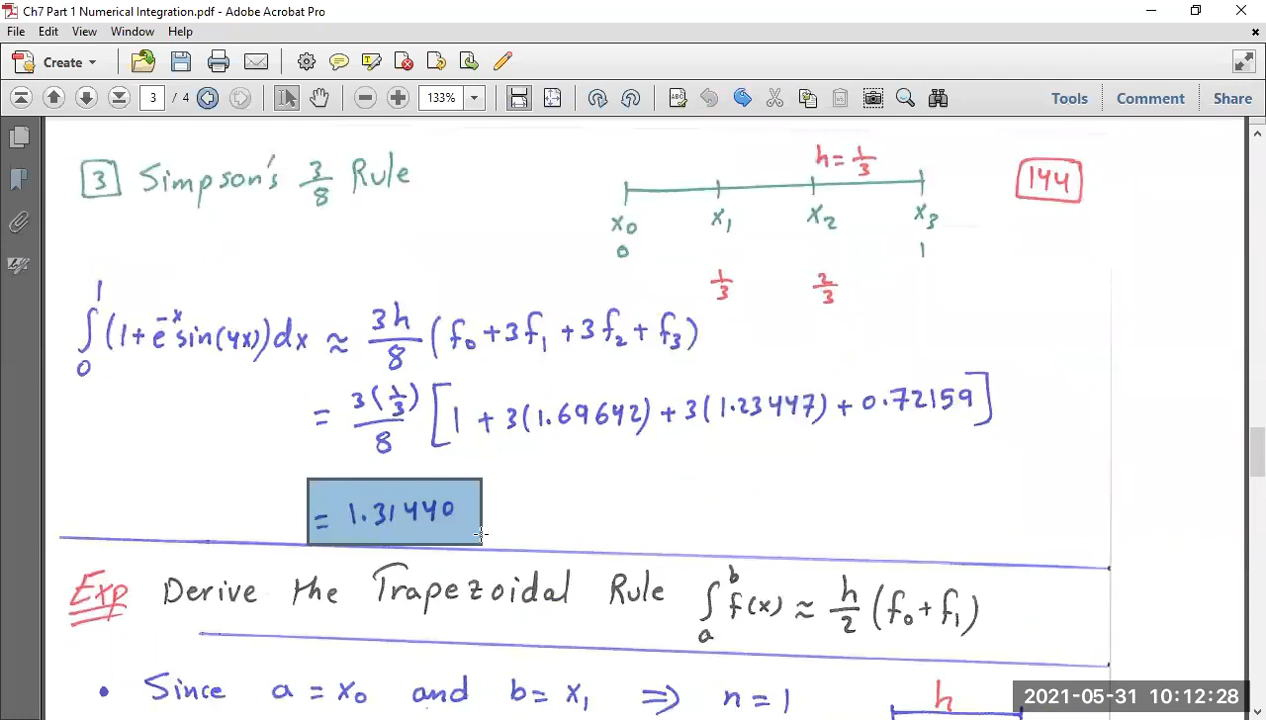 Ch7 Part 1 Numerical Integration.pdf - Adobe Acrobat Pro
File Edit View Window Help
Create
3 / 4 133% Tools Comment Share
3 Simpson's 3/8 Rule
h = 1/3
144
x₀ x₁ x₂ x₃
0 1
1/3 2/3
∫₀¹ (1+e^-x sin(4x))dx ≈ 3h/8 (f₀+3f₁+3f₂+f₃)
= 3(1/3)/8 [1 + 3(1.69642) + 3(1.23447) + 0.72159]
= 1.31440
Exp Derive the Trapezoidal Rule ∫ₐᵇ f(x) ≈ h/2 (f₀+f₁)
• Since a = x₀ and b = x₁ ⇒ n = 1 h
2021-05-31 10:12:28